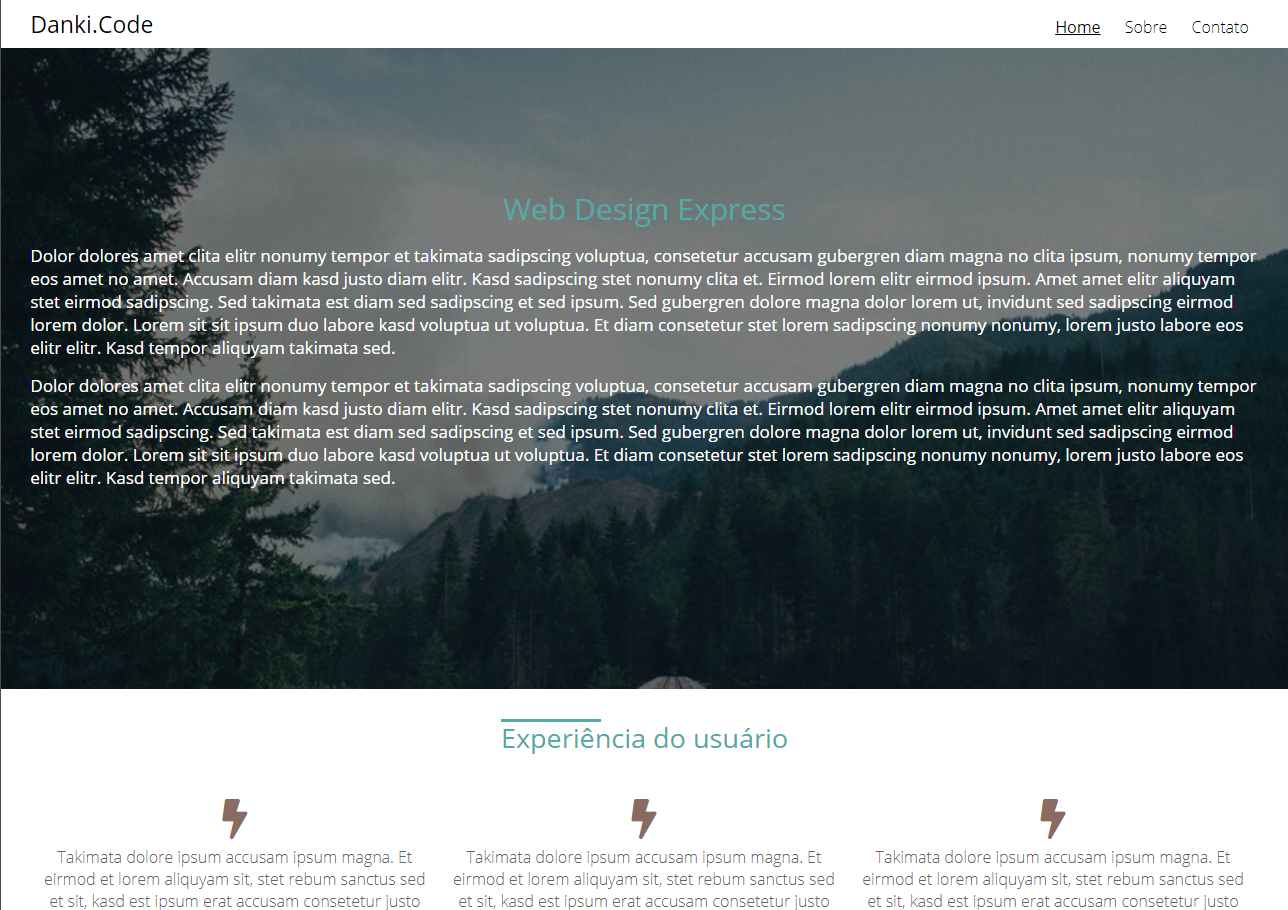 Danki.Code
Home Sobre Contato
Web Design Express
Dolor dolores amet clita elitr nonumy tempor et takimata sadipscing voluptua, consetetur accusam gubergren diam magna no clita ipsum, nonumy tempor
eos amet no amet. Accusam diam kasd justo diam elitr. Kasd sadipscing stet nonumy clita et. Eirmod lorem elitr eirmod ipsum. Amet amet elitr aliquyam
stet eirmod sadipscing. Sed takimata est diam sed sadipscing et sed ipsum. Sed gubergren dolore magna dolor lorem ut, invidunt sed sadipscing eirmod
lorem dolor. Lorem sit sit ipsum duo labore kasd voluptua ut voluptua. Et diam consetetur stet lorem sadipscing nonumy nonumy, lorem justo labore eos
elitr elitr. Kasd tempor aliquyam takimata sed.
Dolor dolores amet clita elitr nonumy tempor et takimata sadipscing voluptua, consetetur accusam gubergren diam magna no clita ipsum, nonumy tempor
eos amet no amet. Accusam diam kasd justo diam elitr. Kasd sadipscing stet nonumy clita et. Eirmod lorem elitr eirmod ipsum. Amet amet elitr aliquyam
stet eirmod sadipscing. Sed takimata est diam sed sadipscing et sed ipsum. Sed gubergren dolore magna dolor lorem ut, invidunt sed sadipscing eirmod
lorem dolor. Lorem sit sit ipsum duo labore kasd voluptua ut voluptua. Et diam consetetur stet lorem sadipscing nonumy nonumy, lorem justo labore eos
elitr elitr. Kasd tempor aliquyam takimata sed.
Experiência do usuário
Takimata dolore ipsum accusam ipsum magna. Et
eirmod et lorem aliquyam sit, stet rebum sanctus sed
et sit, kasd est ipsum erat accusam consetetur justo
Takimata dolore ipsum accusam ipsum magna. Et
eirmod et lorem aliquyam sit, stet rebum sanctus sed
et sit, kasd est ipsum erat accusam consetetur justo
Takimata dolore ipsum accusam ipsum magna. Et
eirmod et lorem aliquyam sit, stet rebum sanctus sed
et sit, kasd est ipsum erat accusam consetetur justo